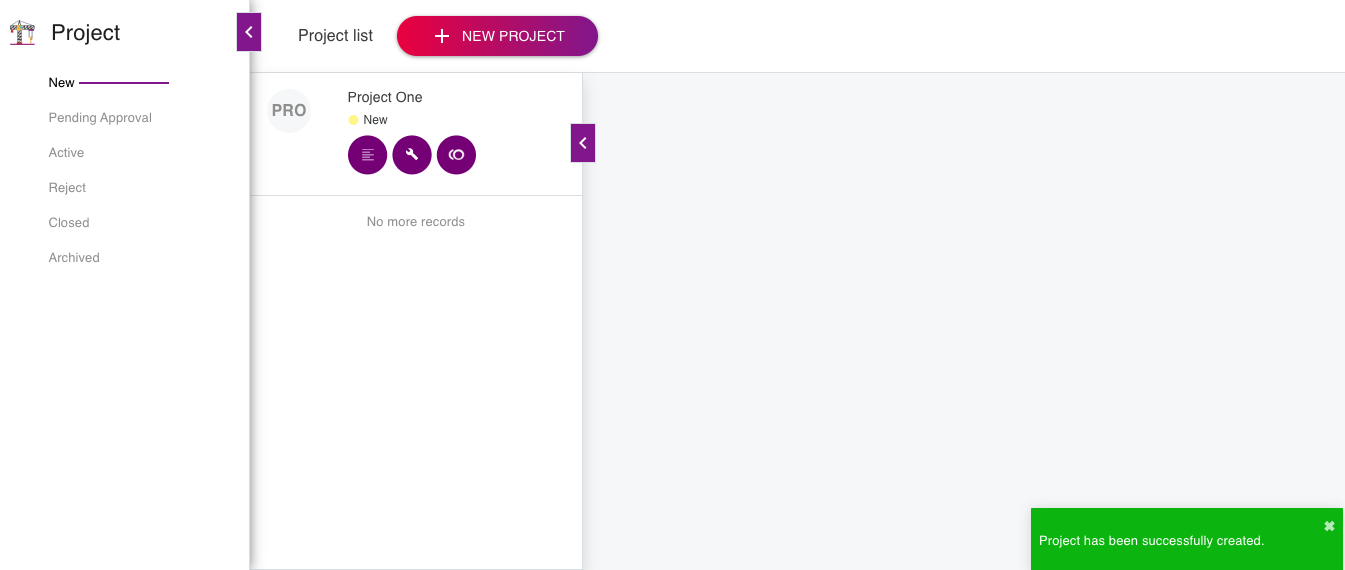 Project
New
Pending Approval
Active
Reject
Closed
Archived
Project list
NEW PROJECT
PRO
Project One
New
No more records
Project has been successfully created.